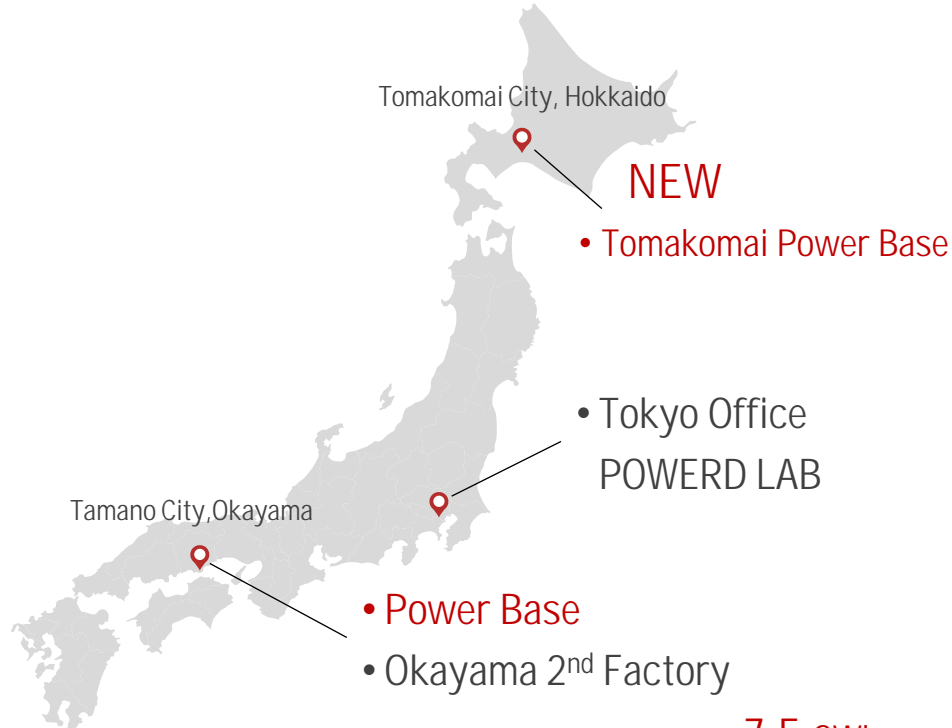 Tomakomai City, Hokkaido
NEW
• Tomakomai Power Base
• Tokyo Office
POWERD LAB
Tamano City,Okayama
• Power Base
• Okayama 2nd Factory